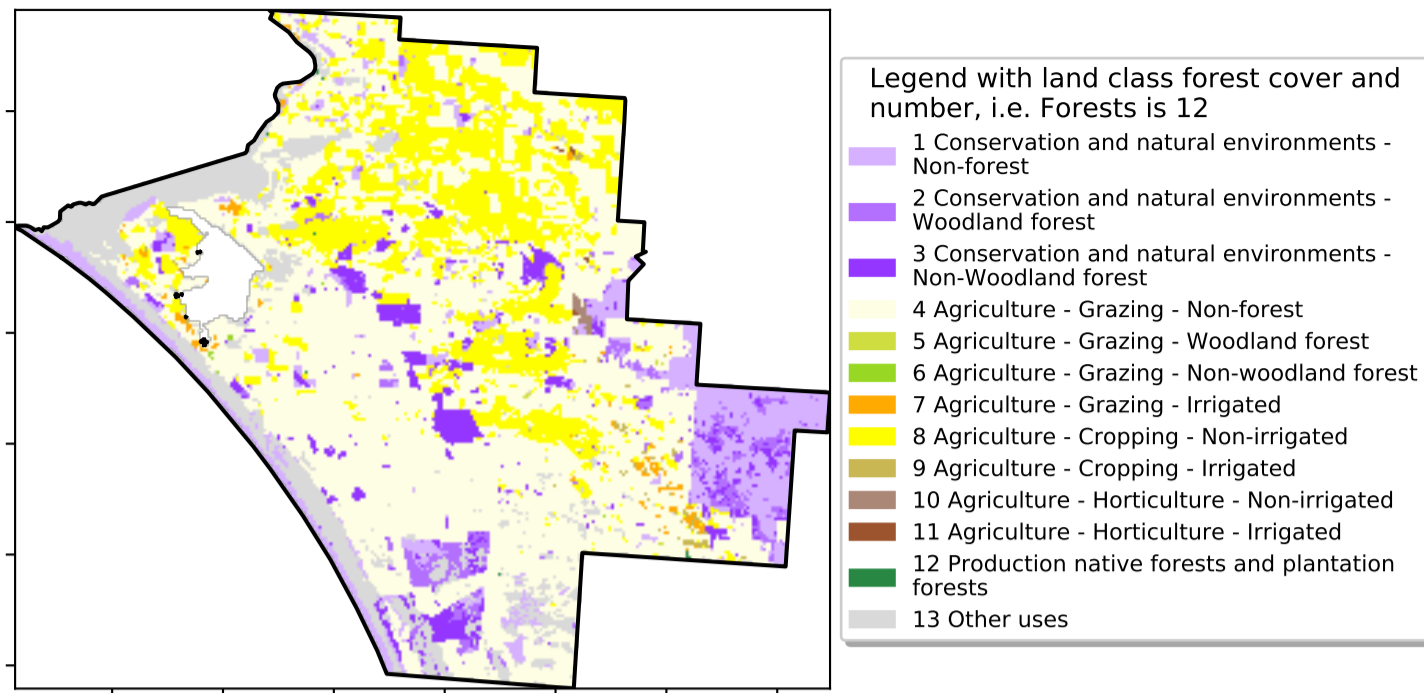 Legend with land class forest cover and
number, i.e. Forests is 12
1 Conservation and natural environments -
Non-forest
2 Conservation and natural environments -
Woodland forest
3 Conservation and natural environments -
Non-Woodland forest
4 Agriculture - Grazing - Non-forest
5 Agriculture - Grazing - Woodland forest
6 Agriculture - Grazing - Non-woodland forest
7 Agriculture - Grazing - Irrigated
8 Agriculture - Cropping - Non-irrigated
9 Agriculture - Cropping - Irrigated
10 Agriculture - Horticulture - Non-irrigated
11 Agriculture - Horticulture - Irrigated
12 Production native forests and plantation
forests
13 Other uses